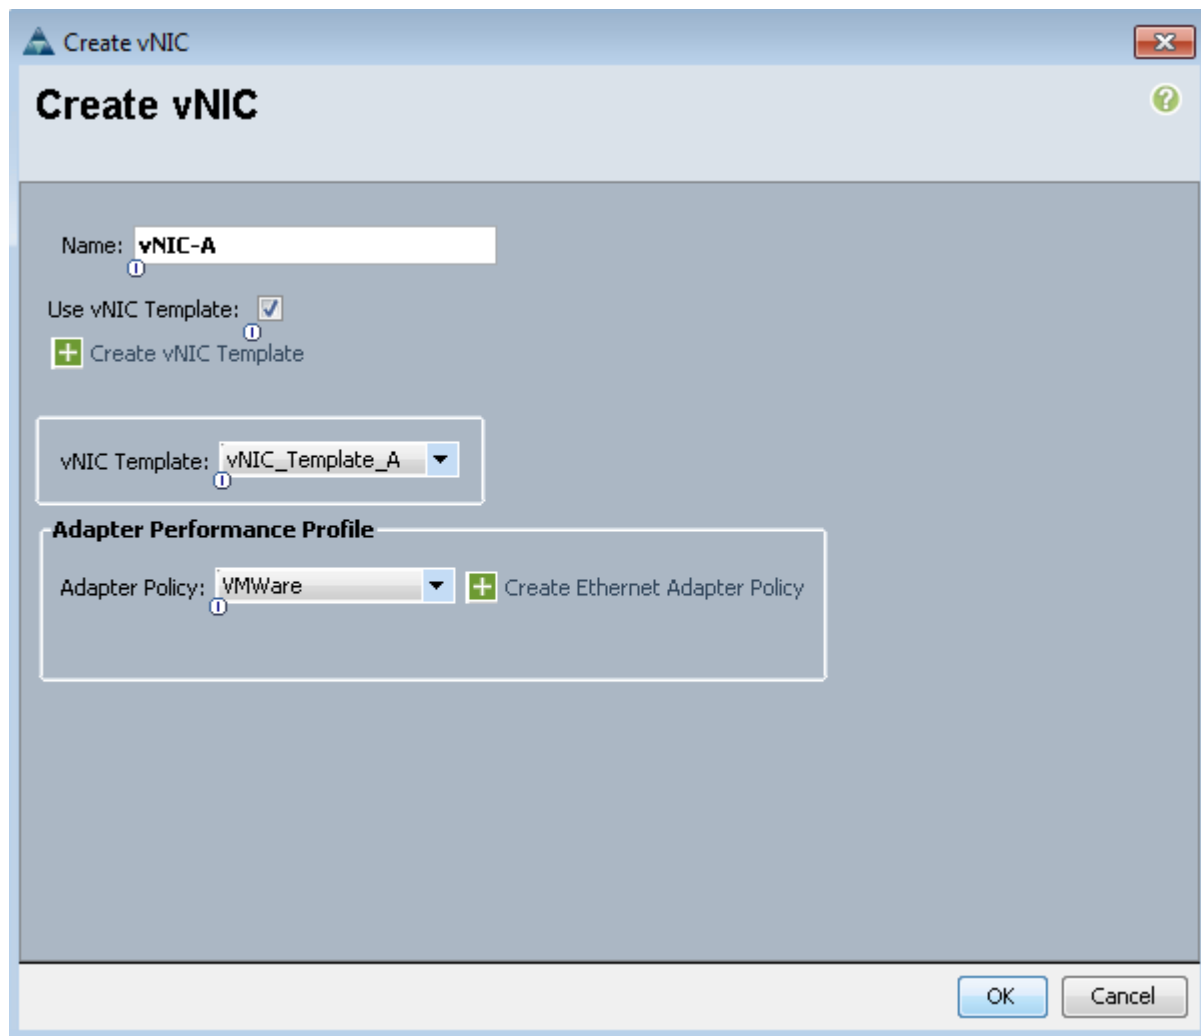 Create vNIC
Create vNIC
Name: vNIC-A
Use vNIC Template:
Create vNIC Template
vNIC Template: vNIC_Template_A
Adapter Performance Profile
Adapter Policy: VMWare Create Ethernet Adapter Policy
OK Cancel